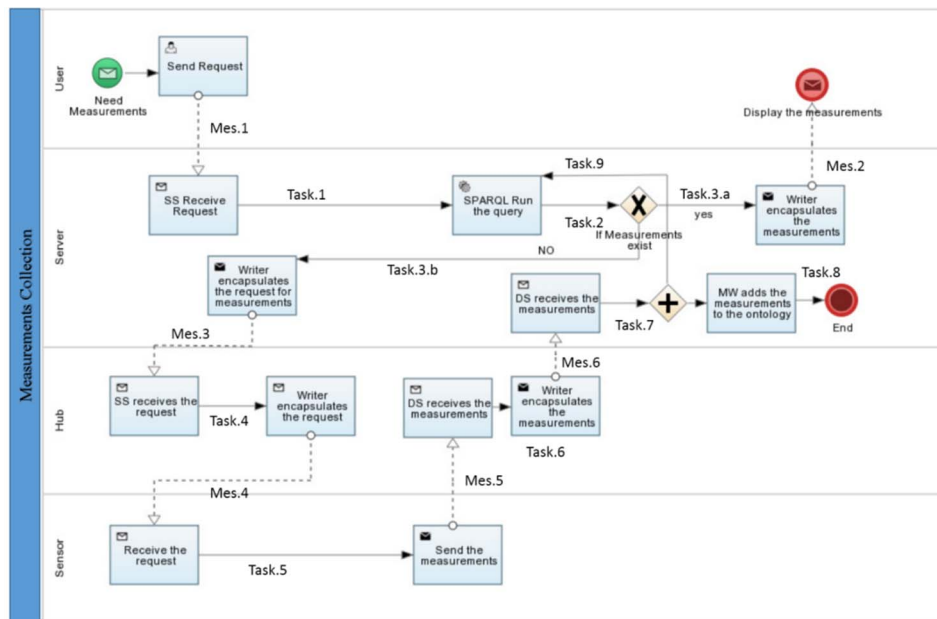 Measurements Collection
User
Need
Measurements
Send Request
Mes.1
Display the measurements
Mes.2
Server
SS Receive
Request
Task.1
SPARQL Run
the query
Task.9
Task.2
If Measurements
exist
Task.3.a
yes
Writer
encapsulates
the
measurements
NO
Task.3.b
Writer
encapsulates
the request for
measurements
Mes.3
DS receives the
measurements
Task.7
MW adds the
measurements
to the ontology
Task.8
End
Mes.6
Hub
SS receives the
request
Task.4
Writer
encapsulates
the request
Mes.4
DS receives the
measurements
Writer
encapsulates
the
measurements
Task.6
Mes.5
Sensor
Receive the
request
Task.5
Send the
measurements